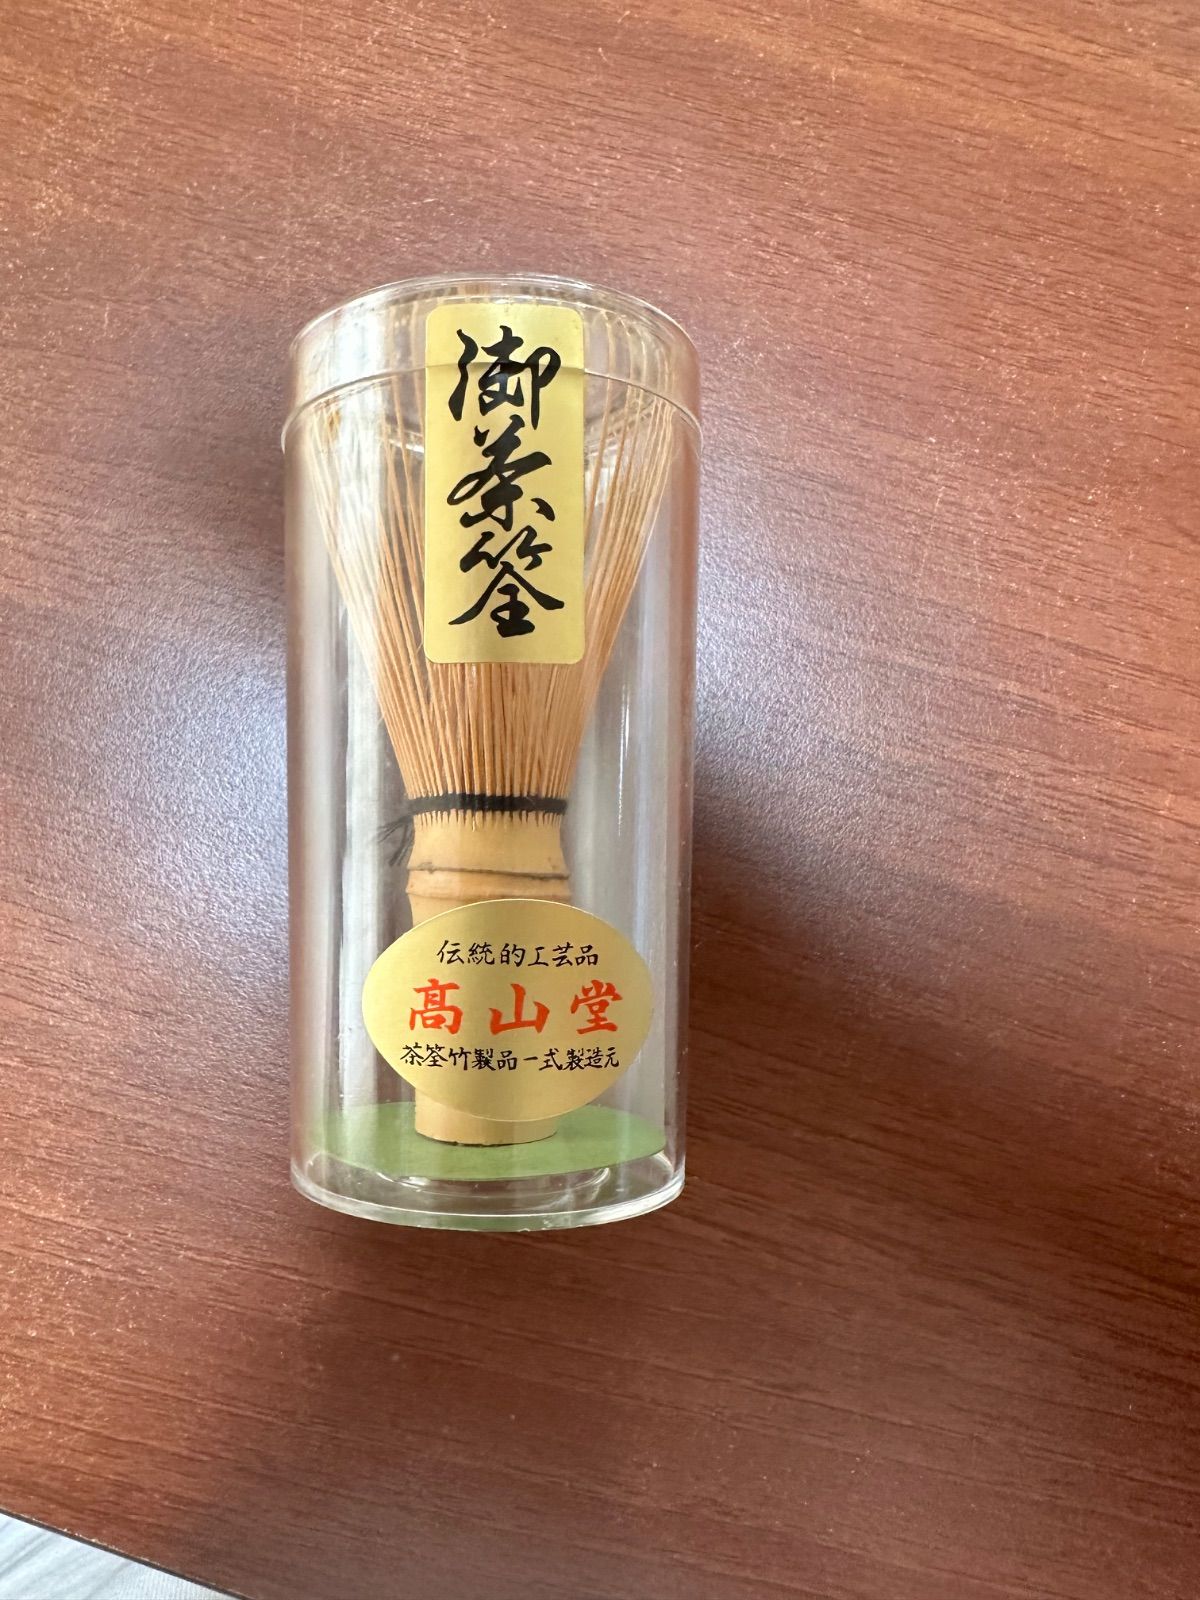 御茶筌
伝統的工芸品
髙山堂
茶筌竹製品一式製造元